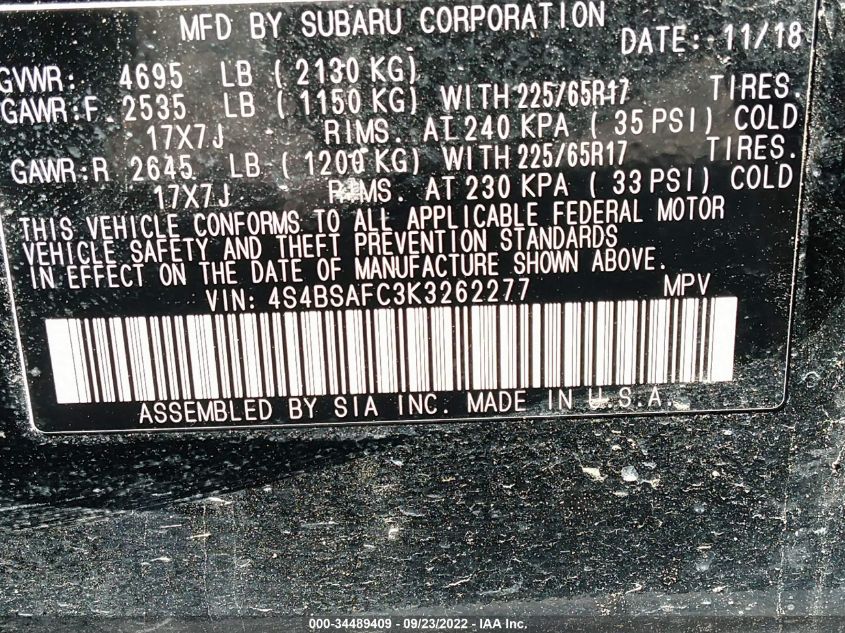 MFD BY SUBARU CORPORATION DATE: 11/18
GVWR: 4695 LB ( 2130 KG)
GAWR:F 2535 LB ( 1150 KG) WITH 225/65R17 TIRES.
17X7J RIMS. AT 240 KPA ( 35 PSI) COLD
GAWR:R 2645 LB ( 1200 KG) WITH 225/65R17 TIRES.
17X7J RIMS. AT 230 KPA ( 33 PSI) COLD
THIS VEHICLE CONFORMS TO ALL APPLICABLE FEDERAL MOTOR
VEHICLE SAFETY AND THEFT PREVENTION STANDARDS
IN EFFECT ON THE DATE OF MANUFACTURE SHOWN ABOVE.
VIN: 4S4BSAFC3K3262277 MPV
ASSEMBLED BY SIA INC. MADE IN U.S.A.
000-34489409 - 09/23/2022 - IAA Inc.